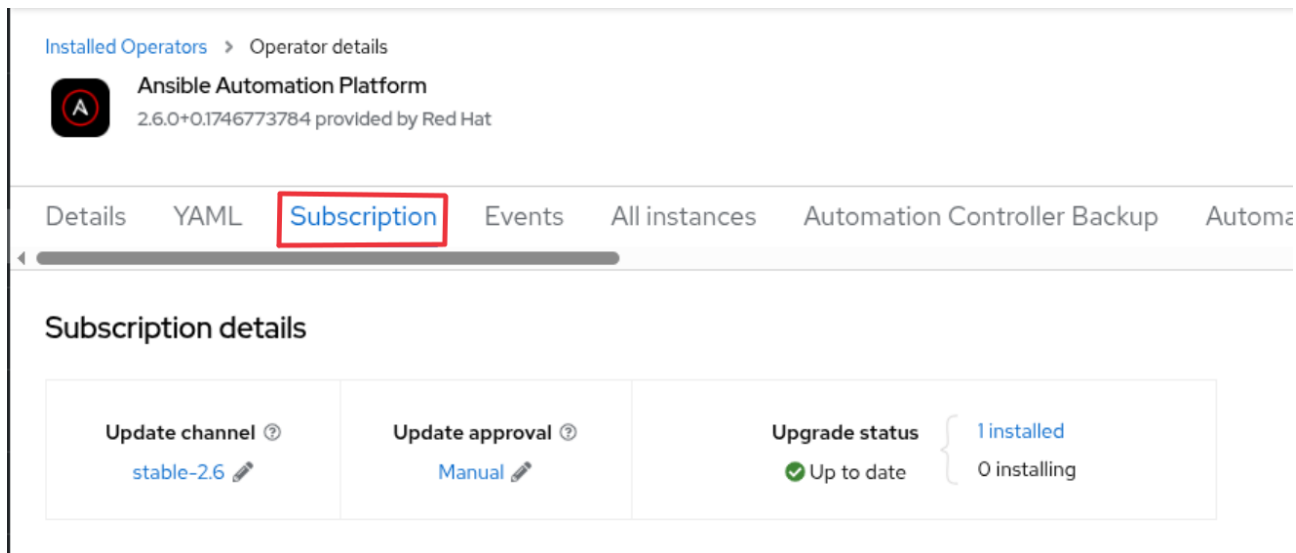 Installed Operators > Operator details
Ansible Automation Platform
2.6.0+0.1746773784 provided by Red Hat
Details YAML Subscription Events All instances Automation Controller Backup Automa
Subscription details
Update channel Update approval Upgrade status 1 installed
stable-2.6 Manual Up to date 0 installing